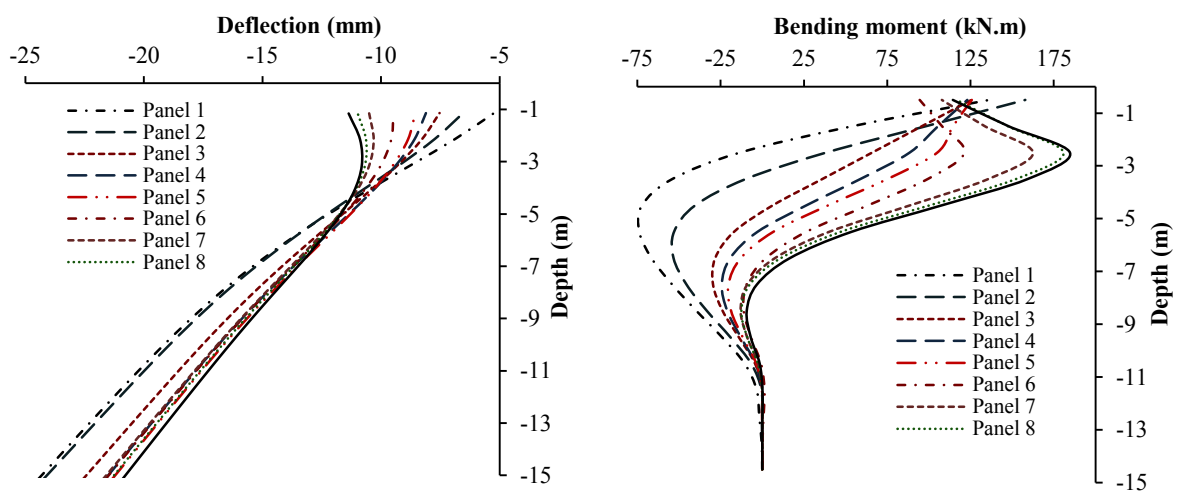 Deflection (mm)
-25 -20 -15 -10 -5
-1
-3
-5
-7
-9
-11
-13
-15
Depth (m)
Panel 1
Panel 2
Panel 3
Panel 4
Panel 5
Panel 6
Panel 7
Panel 8
Bending moment (kN.m)
-75 -25 25 75 125 175
-1
-3
-5
-7
-9
-11
-13
-15
Depth (m)
Panel 1
Panel 2
Panel 3
Panel 4
Panel 5
Panel 6
Panel 7
Panel 8